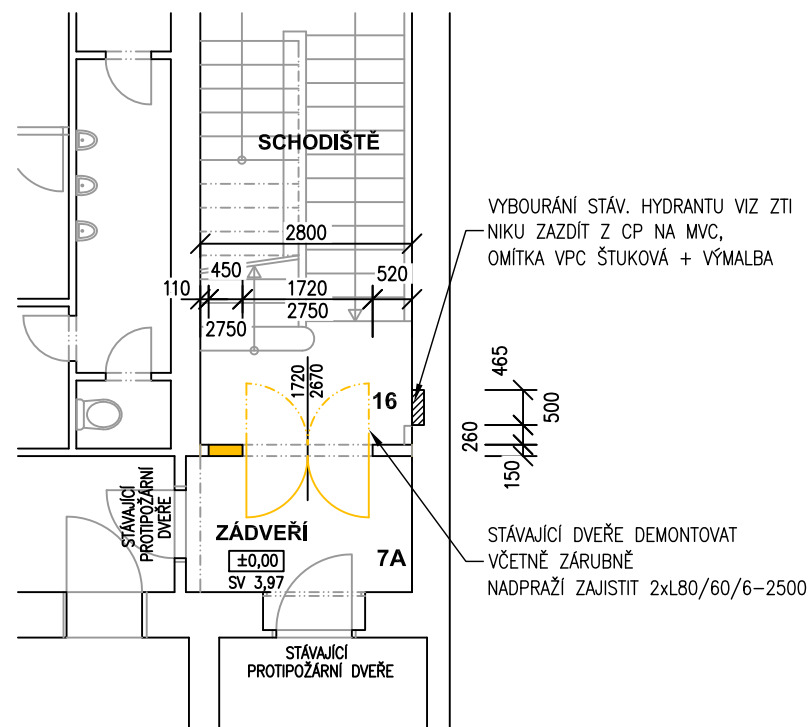 SCHODIŠTĚ
2800
450
520
110
1720
2750
2750
VYBOURÁNÍ STÁV. HYDRANTU VIZ ZTI
NIKU ZAZDÍT Z CP NA MVC,
OMÍTKA VPC ŠTUKOVÁ + VÝMALBA
1720
2670
16
465
500
260
150
STÁVAJÍCÍ
PROTIPOŽÁRNÍ
DVEŘE
ZÁDVEŘÍ
±0,00
SV 3,97
7A
STÁVAJÍCÍ DVEŘE DEMONTOVAT
VČETNĚ ZÁRUBNĚ
NADPRAŽÍ ZAJISTIT 2xL80/60/6-2500
STÁVAJÍCÍ
PROTIPOŽÁRNÍ DVEŘE